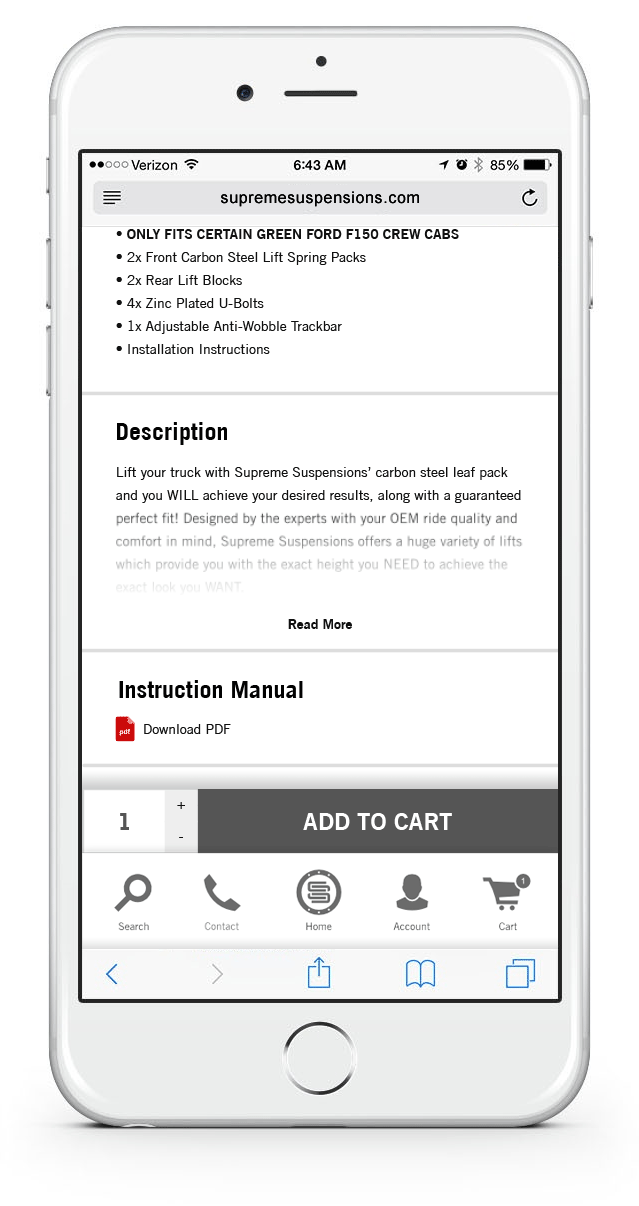 Verizon 6:43 AM 85%
supremesuspensions.com
• ONLY FITS CERTAIN GREEN FORD F150 CREW CABS
• 2x Front Carbon Steel Lift Spring Packs
• 2x Rear Lift Blocks
• 4x Zinc Plated U-Bolts
• 1x Adjustable Anti-Wobble Trackbar
• Installation Instructions
Description
Lift your truck with Supreme Suspensions’ carbon steel leaf pack
and you WILL achieve your desired results, along with a guaranteed
perfect fit! Designed by the experts with your OEM ride quality and
comfort in mind, Supreme Suspensions offers a huge variety of lifts
which provide you with the exact height you NEED to achieve the
exact look you WANT.
Read More
Instruction Manual
pdf Download PDF
1 + - ADD TO CART
1
Search Contact Home Account Cart